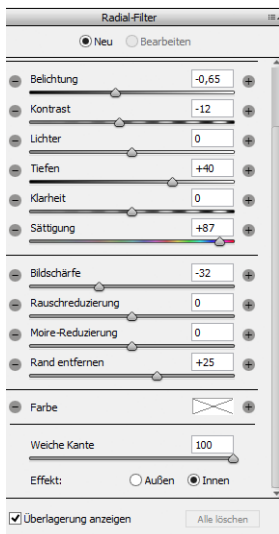 Radial-Filter
Neu Bearbeiten
Belichtung -0,65
Kontrast -12
Lichter 0
Tiefen +40
Klarheit 0
Sättigung +87
Bildschärfe -32
Rauschreduzierung 0
Moire-Reduzierung 0
Rand entfernen +25
Farbe
Weiche Kante 100
Effekt: Außen Innen
Überlagerung anzeigen Alle löschen